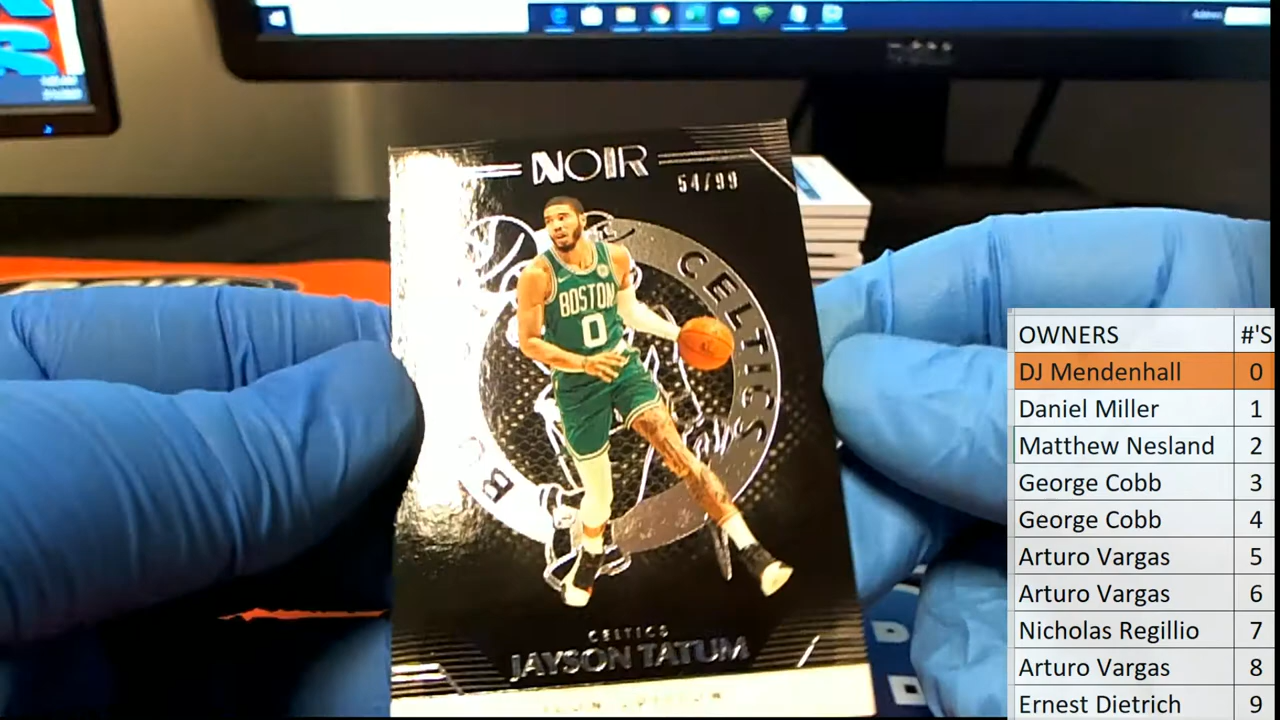 NOIR
54/99
CELTICS
B
BOSTON
0
CELTICS
JAYSON TATUM
OWNERS #'S
DJ Mendenhall 0
Daniel Miller 1
Matthew Nesland 2
George Cobb 3
George Cobb 4
Arturo Vargas 5
Arturo Vargas 6
Nicholas Regillio 7
Arturo Vargas 8
Ernest Dietrich 9